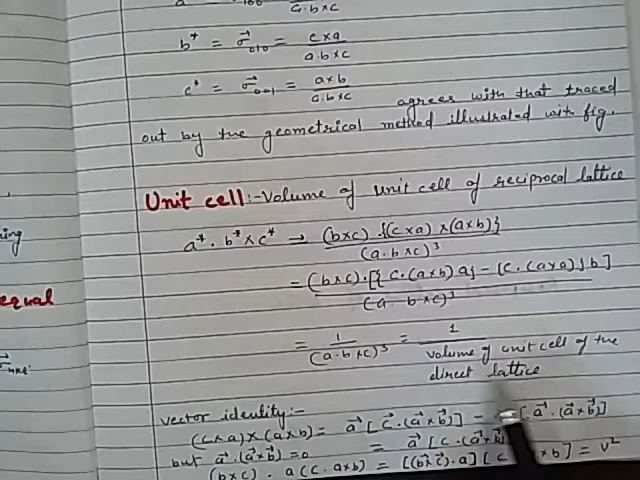 a.b×c
b* = σ⃗₀₁₀ = c×a / a.b×c
c* = σ⃗₀₀₁ = a×b / a.b×c agrees with that traced
out by the geometrical method illustrated with fig.
Unit cell:- Volume of unit cell of reciprocal lattice
a*. b*×c* → (b×c).{(c×a)×(a×b)} / (a.b×c)³
= (b×c).[{c.(a×b)a} - {c.(a×a)}b] / (a. b×c)³
= 1 / (a.b×c)³ = 1 / volume of unit cell of the
direct lattice
vector identity:-
(c×a)×(a×b) = a⃗[c⃗.(a⃗×b⃗)] - [a⃗.(a⃗×b⃗)]
but a⃗.(a⃗×b⃗)=0 = a⃗[c.(a⃗×b⃗)
(b×c). a(c.a×b) = [(b⃗×c⃗).a][c ×b] = v²
equal